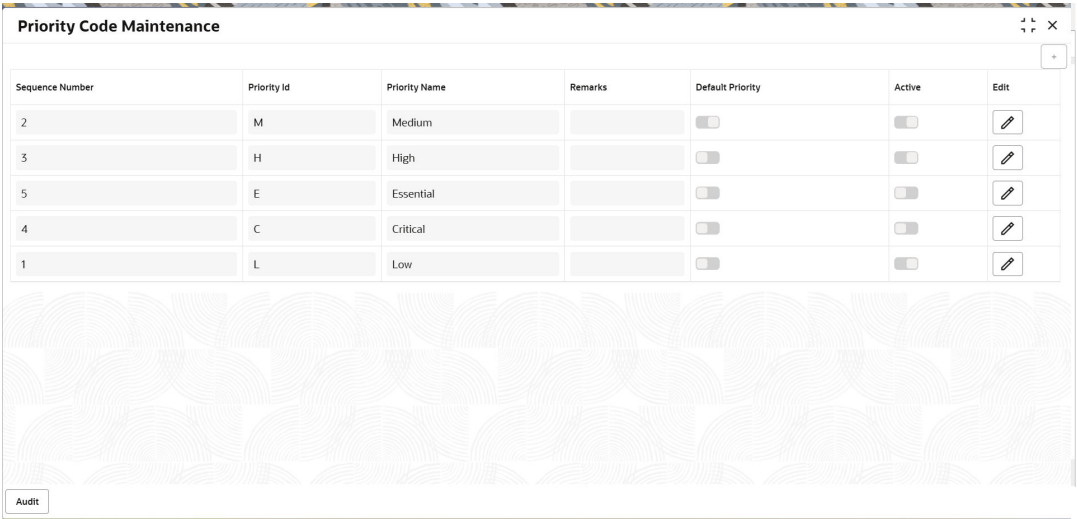 Priority Code Maintenance
+
Sequence Number Priority Id Priority Name Remarks Default Priority Active Edit
2 M Medium
3 H High
5 E Essential
4 C Critical
1 L Low
Audit